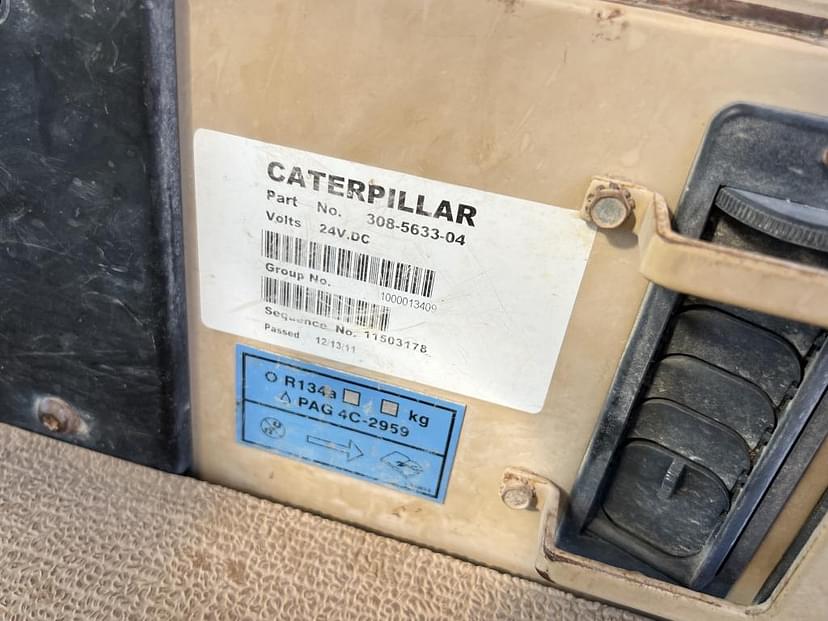 CATERPILLAR
Part No. 308-5633-04
Volts 24V.DC
Group No.
1000013409
Sequence No. 11503178
Passed 12/13/11
R134a kg
PAG 4C-2959